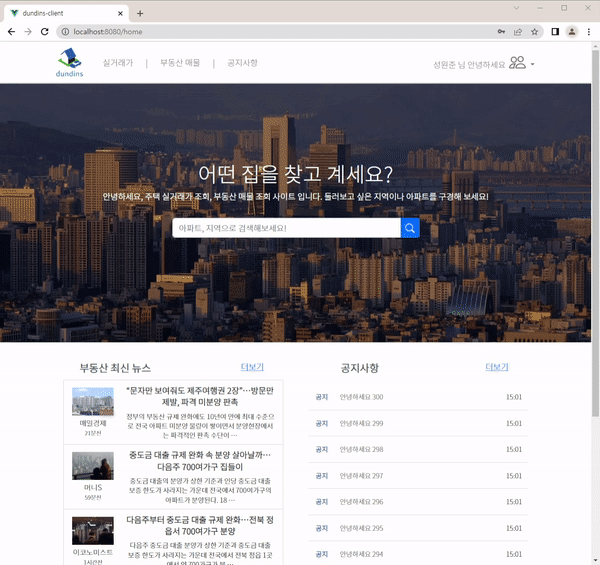 dundins-client
localhost:8080/home
dundins
실거래가 | 부동산 매물 | 공지사항
성원준 님 안녕하세요
어떤 집을 찾고 계세요?
안녕하세요, 주택 실거래가 조회, 부동산 매물 조회 사이트 입니다. 둘러보고 싶은 지역이나 아파트를 구경해 보세요!
아파트, 지역으로 검색해보세요!
부동산 최신 뉴스
더보기
"문자만 보여줘도 제주여행권 2장"…방문만
제발, 파격 미분양 판촉
정부의 부동산 규제 완화에도 10년여 만에 최대 수준으
로 전국 아파트 미분양 물량이 쌓이면서 분양현장에서
는 파격적인 판촉 수단이 …
매일경제
21분전
중도금 대출 규제 완화 속 분양 살아날까…
다음주 700여가구 집들이
중도금 대출의 분양가 상한 기준과 인당 중도금 대출
보증 한도가 사라지는 가운데 전국에서 700여가구의
아파트가 분양된다. 18 …
머니S
59분전
다음주부터 중도금 대출 규제 완화…전북 정
읍서 700여가구 분양
다음주 중도금 대출 분양가 상한 기준과 중도금 대출
보증 한도가 사라지는 가운데 전국에서 전북 정읍 1곳
이코노미스트
1시간전
공지사항
더보기
공지 안녕하세요 300 15:01
공지 안녕하세요 299 15:01
공지 안녕하세요 298 15:01
공지 안녕하세요 297 15:01
공지 안녕하세요 296 15:01
공지 안녕하세요 295 15:01
공지 안녕하세요 294 15:01